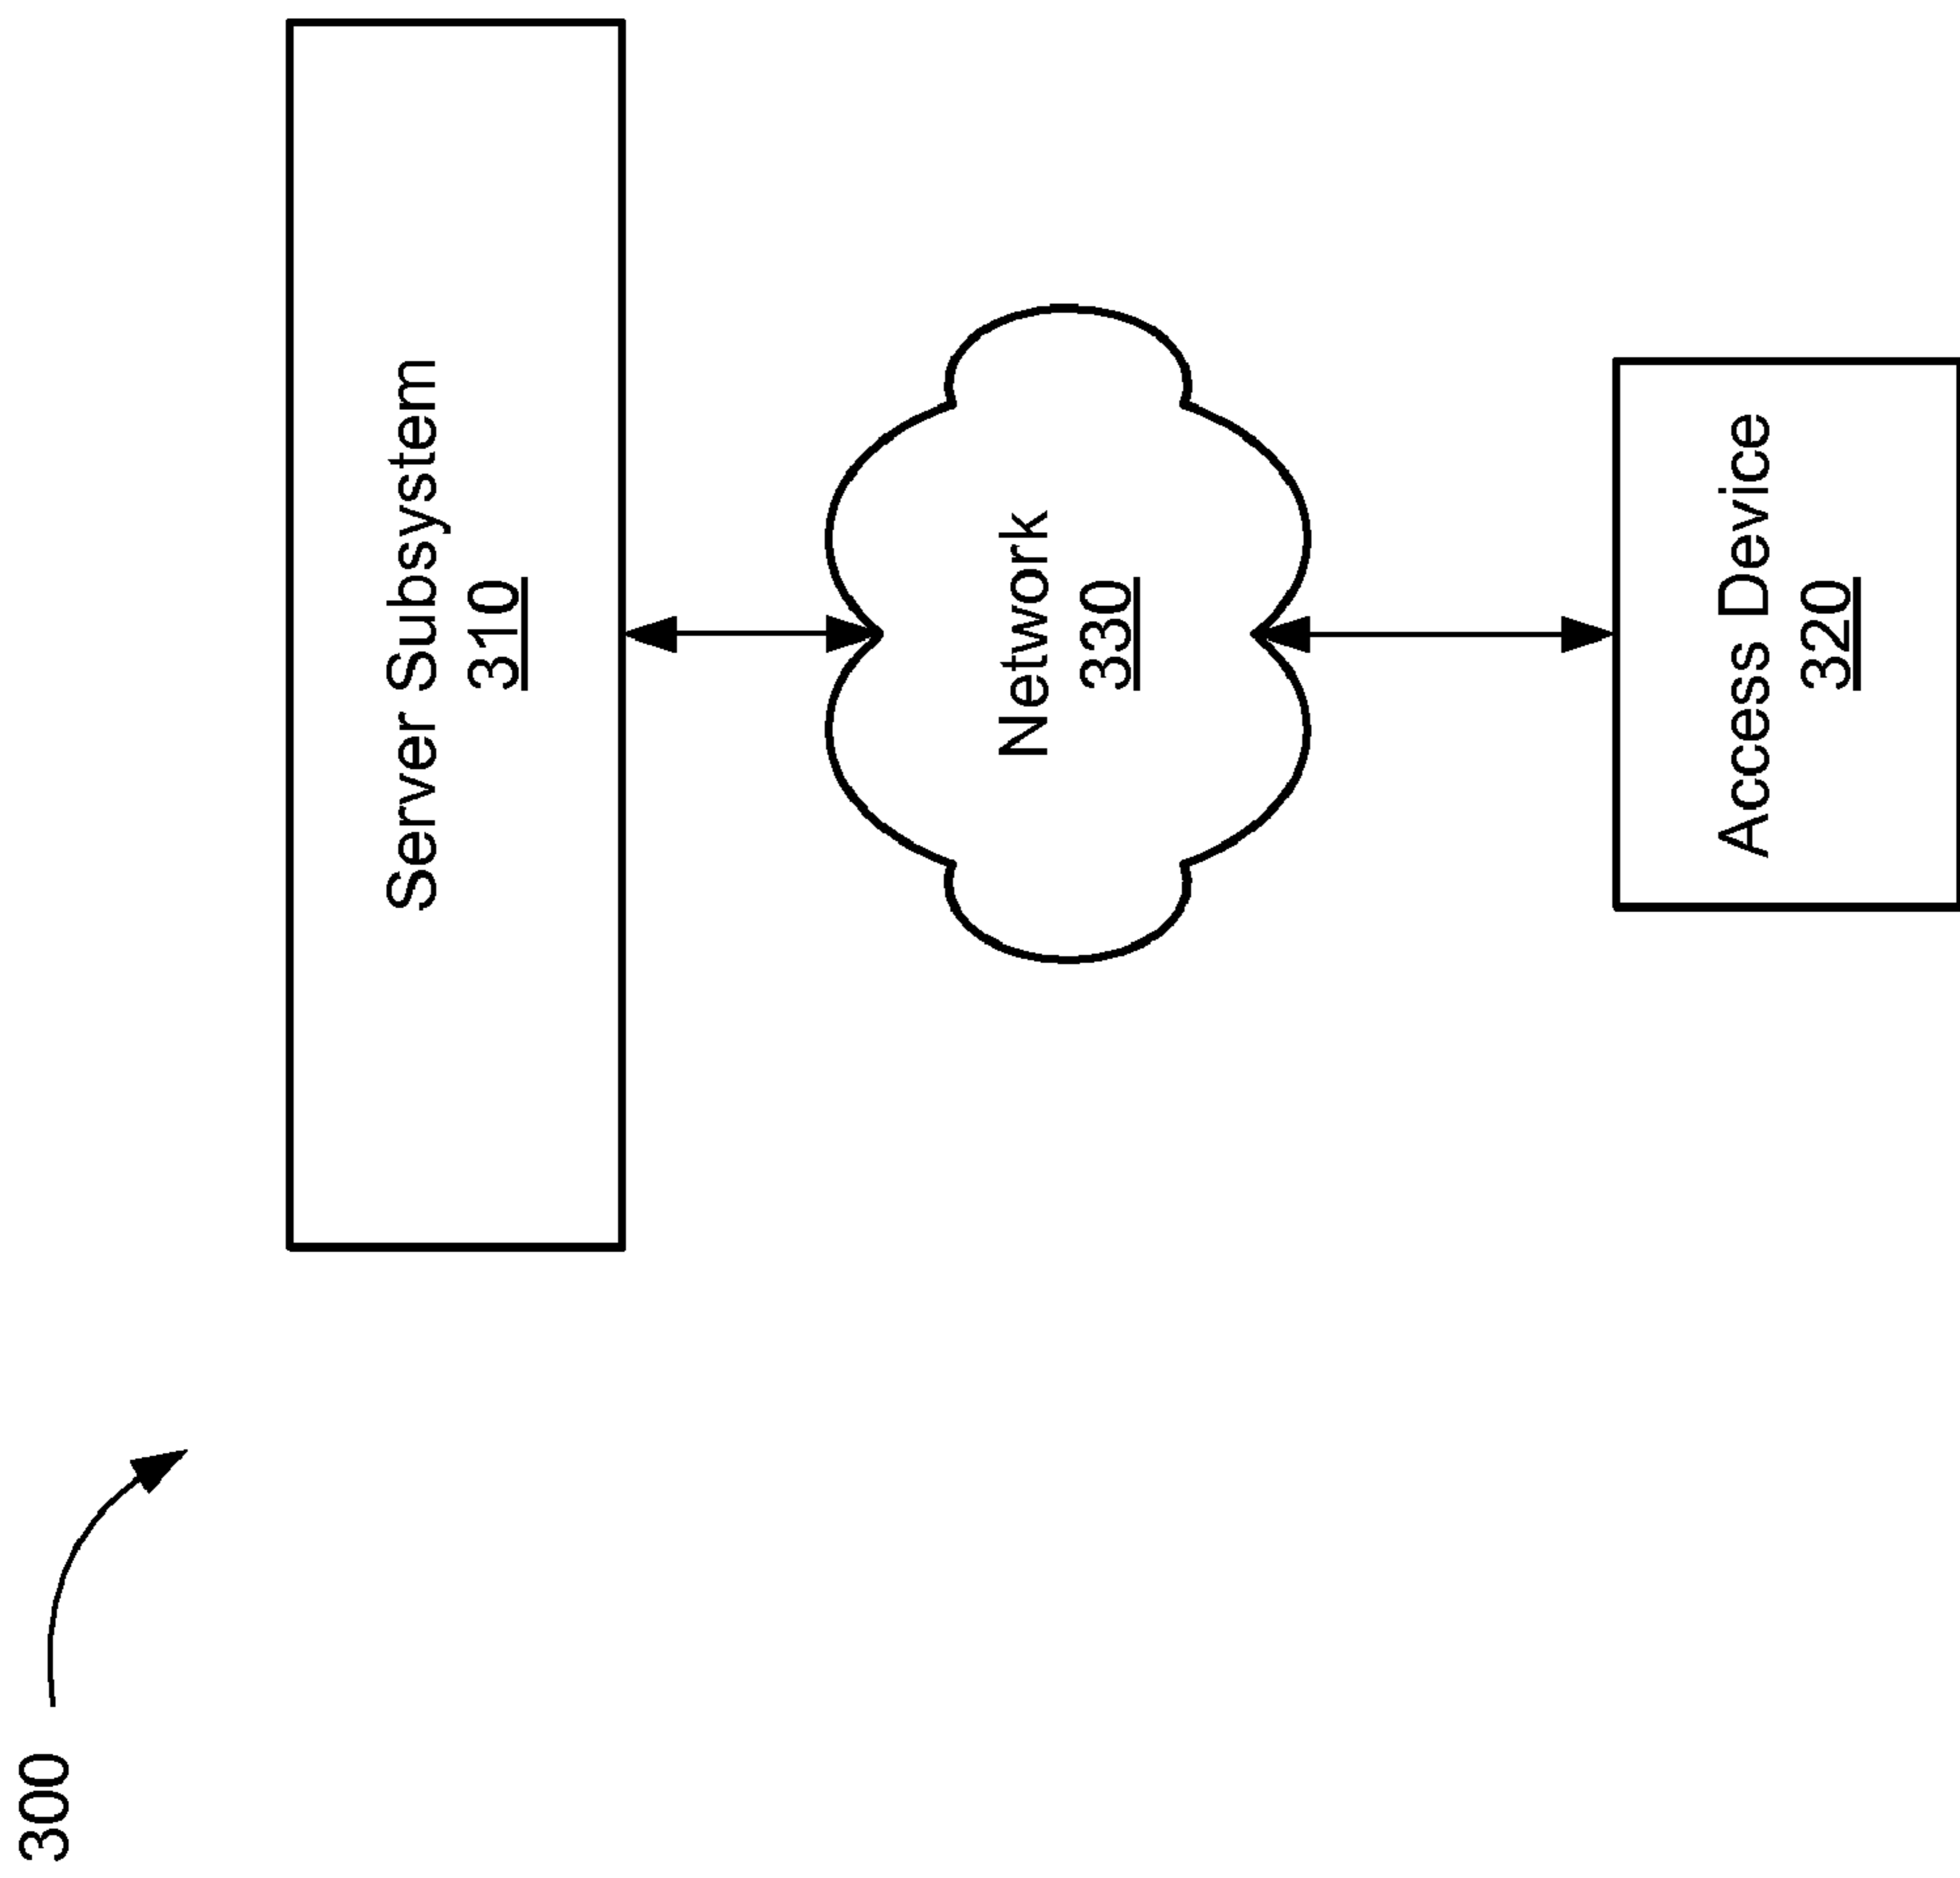 300
Server Subsystem
310
Network
330
Access Device
320